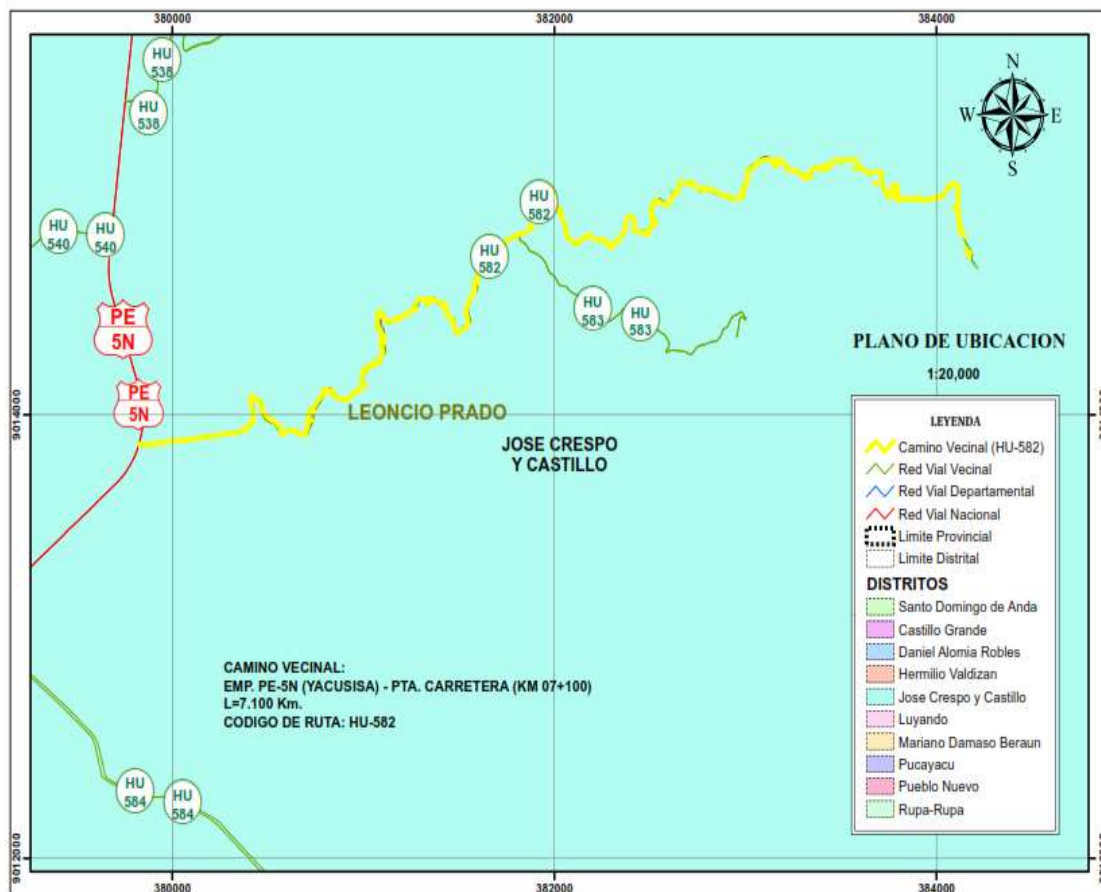 380000
382000
384000
HU
538
HU
538
N
W
E
S
HU
582
HU
540
HU
540
HU
582
HU
583
HU
583
PE
5N
PE
5N
PLANO DE UBICACION
1:20,000
9014000
LEONCIO PRADO
JOSE CRESPO
Y CASTILLO
LEYENDA
Camino Vecinal (HU-582)
Red Vial Vecinal
Red Vial Departamental
Red Vial Nacional
Limite Provincial
Limite Distrital
DISTRITOS
Santo Domingo de Anda
Castillo Grande
Daniel Alomia Robles
Hermilio Valdizan
Jose Crespo y Castillo
Luyando
Mariano Damaso Beraun
Pucayacu
Pueblo Nuevo
Rupa-Rupa
CAMINO VECINAL:
EMP. PE-5N (YACUSISA) - PTA. CARRETERA (KM 07+100)
L=7.100 Km.
CODIGO DE RUTA: HU-582
HU
584
HU
584
9012000
380000
382000
384000